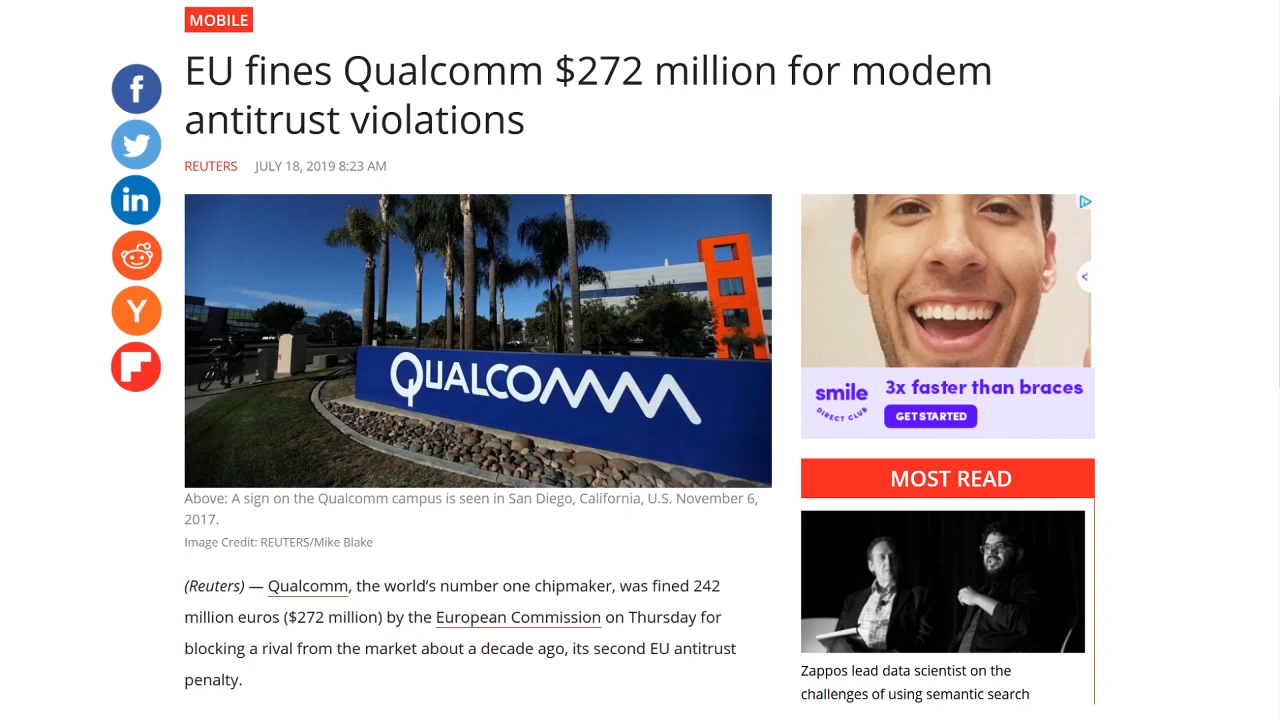 MOBILE
EU fines Qualcomm $272 million for modem
antitrust violations
REUTERS JULY 18, 2019 8:23 AM
QUALCOMM
Above: A sign on the Qualcomm campus is seen in San Diego, California, U.S. November 6,
2017.
Image Credit: REUTERS/Mike Blake
(Reuters) — Qualcomm, the world’s number one chipmaker, was fined 242
million euros ($272 million) by the European Commission on Thursday for
blocking a rival from the market about a decade ago, its second EU antitrust
penalty.
smile
DIRECT CLUB
3x faster than braces
GET STARTED
MOST READ
Zappos lead data scientist on the
challenges of using semantic search